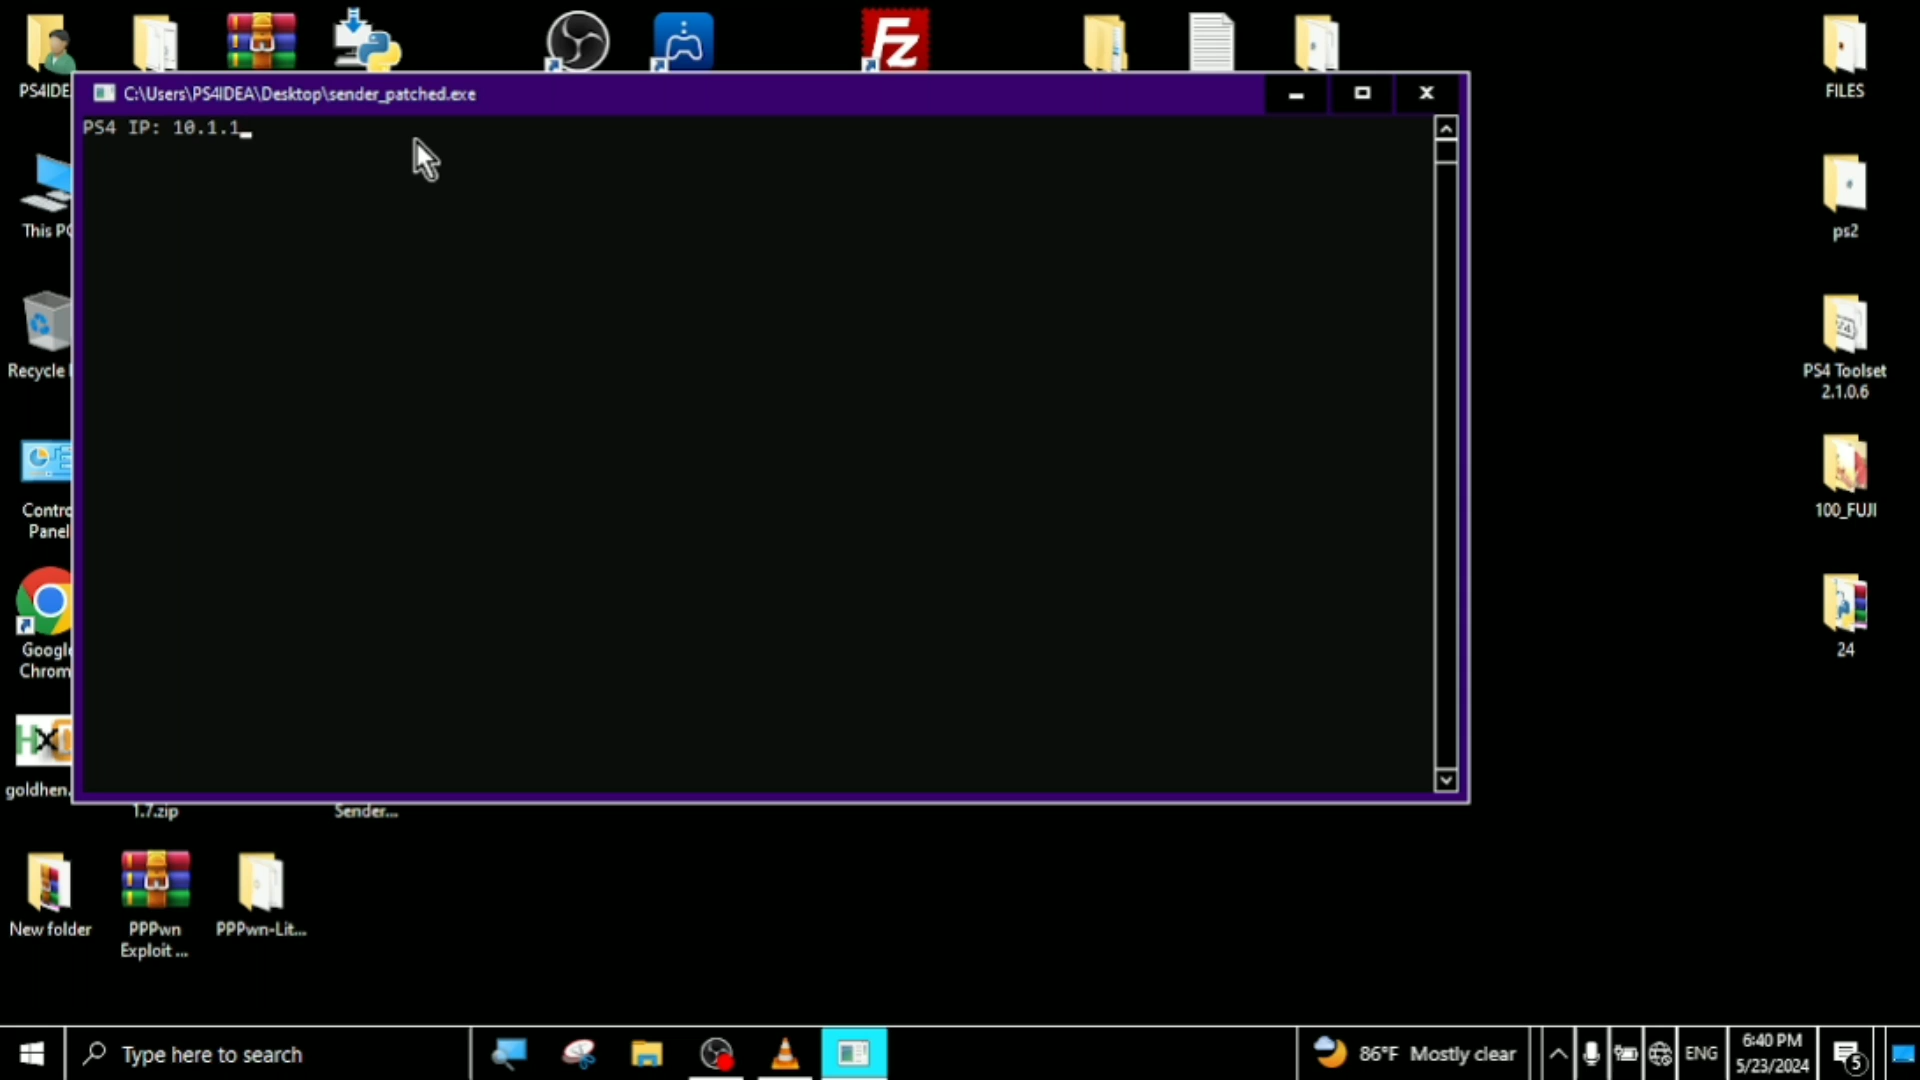 PS4IDE
C:\Users\PS4IDEA\Desktop\sender_patched.exe
PS4 IP: 10.1.1_
FILES
This PC
ps2
Recycle
PS4 Toolset
2.1.0.6
Contro
Panel
100_FUJI
Google
Chrom
24
goldhen.
1.7.zip
Sender...
New folder
PPPwn
Exploit ...
PPPwn-Lit...
Type here to search
86°F Mostly clear
ENG
6:40 PM
5/23/2024
5